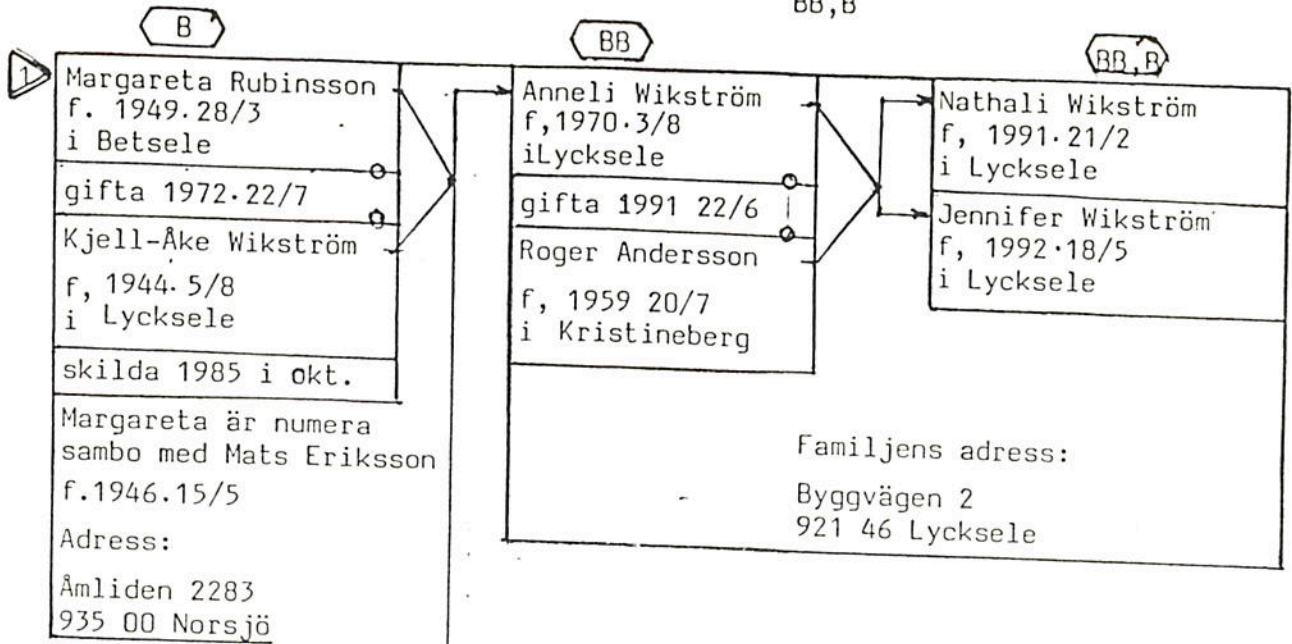 BB,B
B
BB
BB,B
1
Margareta Rubinsson
f. 1949.28/3
i Betsele
gifta 1972.22/7
Kjell-Åke Wikström
f, 1944. 5/8
i Lycksele
skilda 1985 i okt.
Margareta är numera
sambo med Mats Eriksson
f.1946.15/5
Adress:
Åmliden 2283
935 00 Norsjö
Anneli Wikström
f,1970.3/8
iLycksele
gifta 1991 22/6
Roger Andersson
f, 1959 20/7
i Kristineberg
Nathali Wikström
f, 1991.21/2
i Lycksele
Jennifer Wikström
f, 1992.18/5
i Lycksele
Familjens adress:
Byggvägen 2
921 46 Lycksele